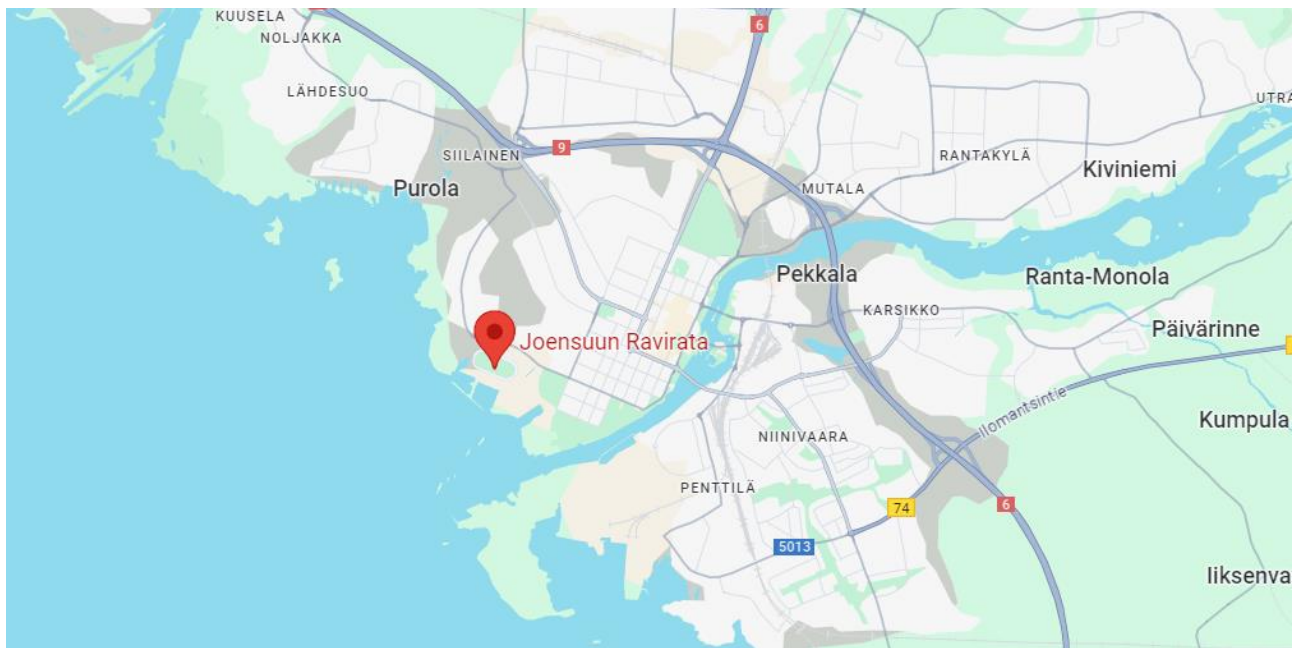 KUUSELA
6
NOLJAKKA
LÄHDESUO
UTRA
9
SIILAINEN
RANTAKYLÄ
Kiviniemi
Purola
MUTALA
Pekkala
Ranta-Monola
KARSIKKO
Päivärinne
Joensuun Ravirata
Ilomantsintie
Kumpula
NIINIVAARA
PENTTILÄ
74
6
5013
Iiksenva